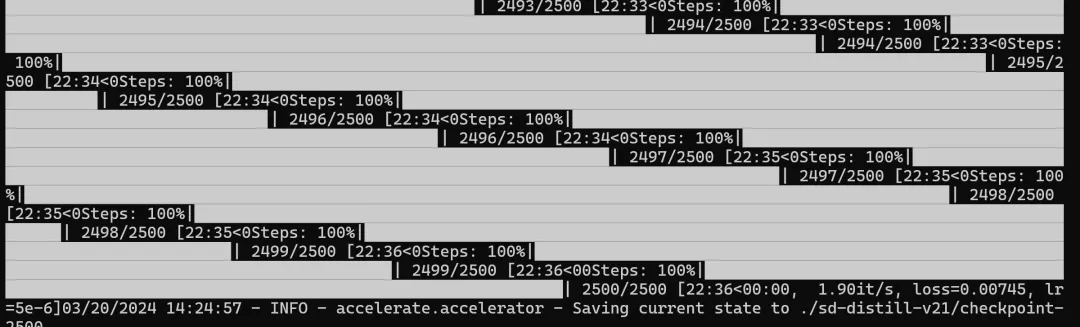 | 2493/2500 [22:33<0Steps: 100%|
| 2494/2500 [22:33<0Steps: 100%|
| 2494/2500 [22:33<0Steps:
100%| | 2495/2
500 [22:34<0Steps: 100%|
| 2495/2500 [22:34<0Steps: 100%|
| 2496/2500 [22:34<0Steps: 100%|
| 2496/2500 [22:34<0Steps: 100%|
| 2497/2500 [22:35<0Steps: 100%|
| 2497/2500 [22:35<0Steps: 100
%| | 2498/2500
[22:35<0Steps: 100%|
| 2498/2500 [22:35<0Steps: 100%|
| 2499/2500 [22:36<0Steps: 100%|
| 2499/2500 [22:36<00Steps: 100%|
| 2500/2500 [22:36<00:00, 1.90it/s, loss=0.00745, lr
=5e-6]03/20/2024 14:24:57 - INFO - accelerate.accelerator - Saving current state to ./sd-distill-v21/checkpoint-
2500